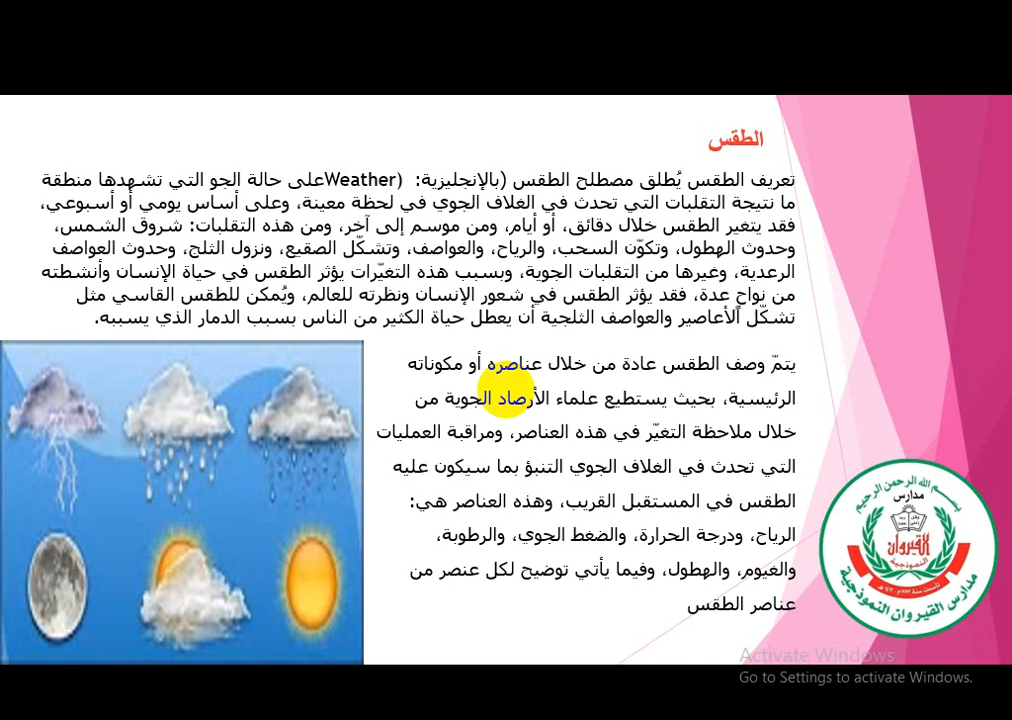 الطقس
تعريف الطقس يُطلق مصطلح الطقس (بالإنجليزية: Weather) على حالة الجو التي تشهدها منطقة
ما نتيجة التقلبات التي تحدث في الغلاف الجوي في لحظة معينة، وعلى أساس يومي أو أسبوعي،
فقد يتغير الطقس خلال دقائق، أو أيام، ومن موسم إلى آخر، ومن هذه التقلبات: شروق الشمس،
وحدوث الهطول، وتكوّن السحب، والرياح، والعواصف، وتشكّل الصقيع، ونزول الثلج، وحدوث العواصف
الرعدية، وغيرها من التقلبات الجوية، وبسبب هذه التغيّرات يؤثر الطقس في حياة الإنسان وأنشطته
من نواحٍ عدة، فقد يؤثر الطقس في شعور الإنسان ونظرته للعالم، ويُمكن للطقس القاسي مثل
تشكّل الأعاصير والعواصف الثلجية أن يعطل حياة الكثير من الناس بسبب الدمار الذي يسببه.
يتمّ وصف الطقس عادة من خلال عناصره أو مكوناته
الرئيسية، بحيث يستطيع علماء الأرصاد الجوية من
خلال ملاحظة التغيّر في هذه العناصر، ومراقبة العمليات
التي تحدث في الغلاف الجوي التنبؤ بما سيكون عليه
الطقس في المستقبل القريب، وهذه العناصر هي:
الرياح، ودرجة الحرارة، والضغط الجوي، والرطوبة،
والغيوم، والهطول، وفيما يأتي توضيح لكل عنصر من
عناصر الطقس
بسم الله الرحمن الرحيم
مدارس
القيروان
النموذجية
مدارس القيروان النموذجية
Activate Windows
Go to Settings to activate Windows.